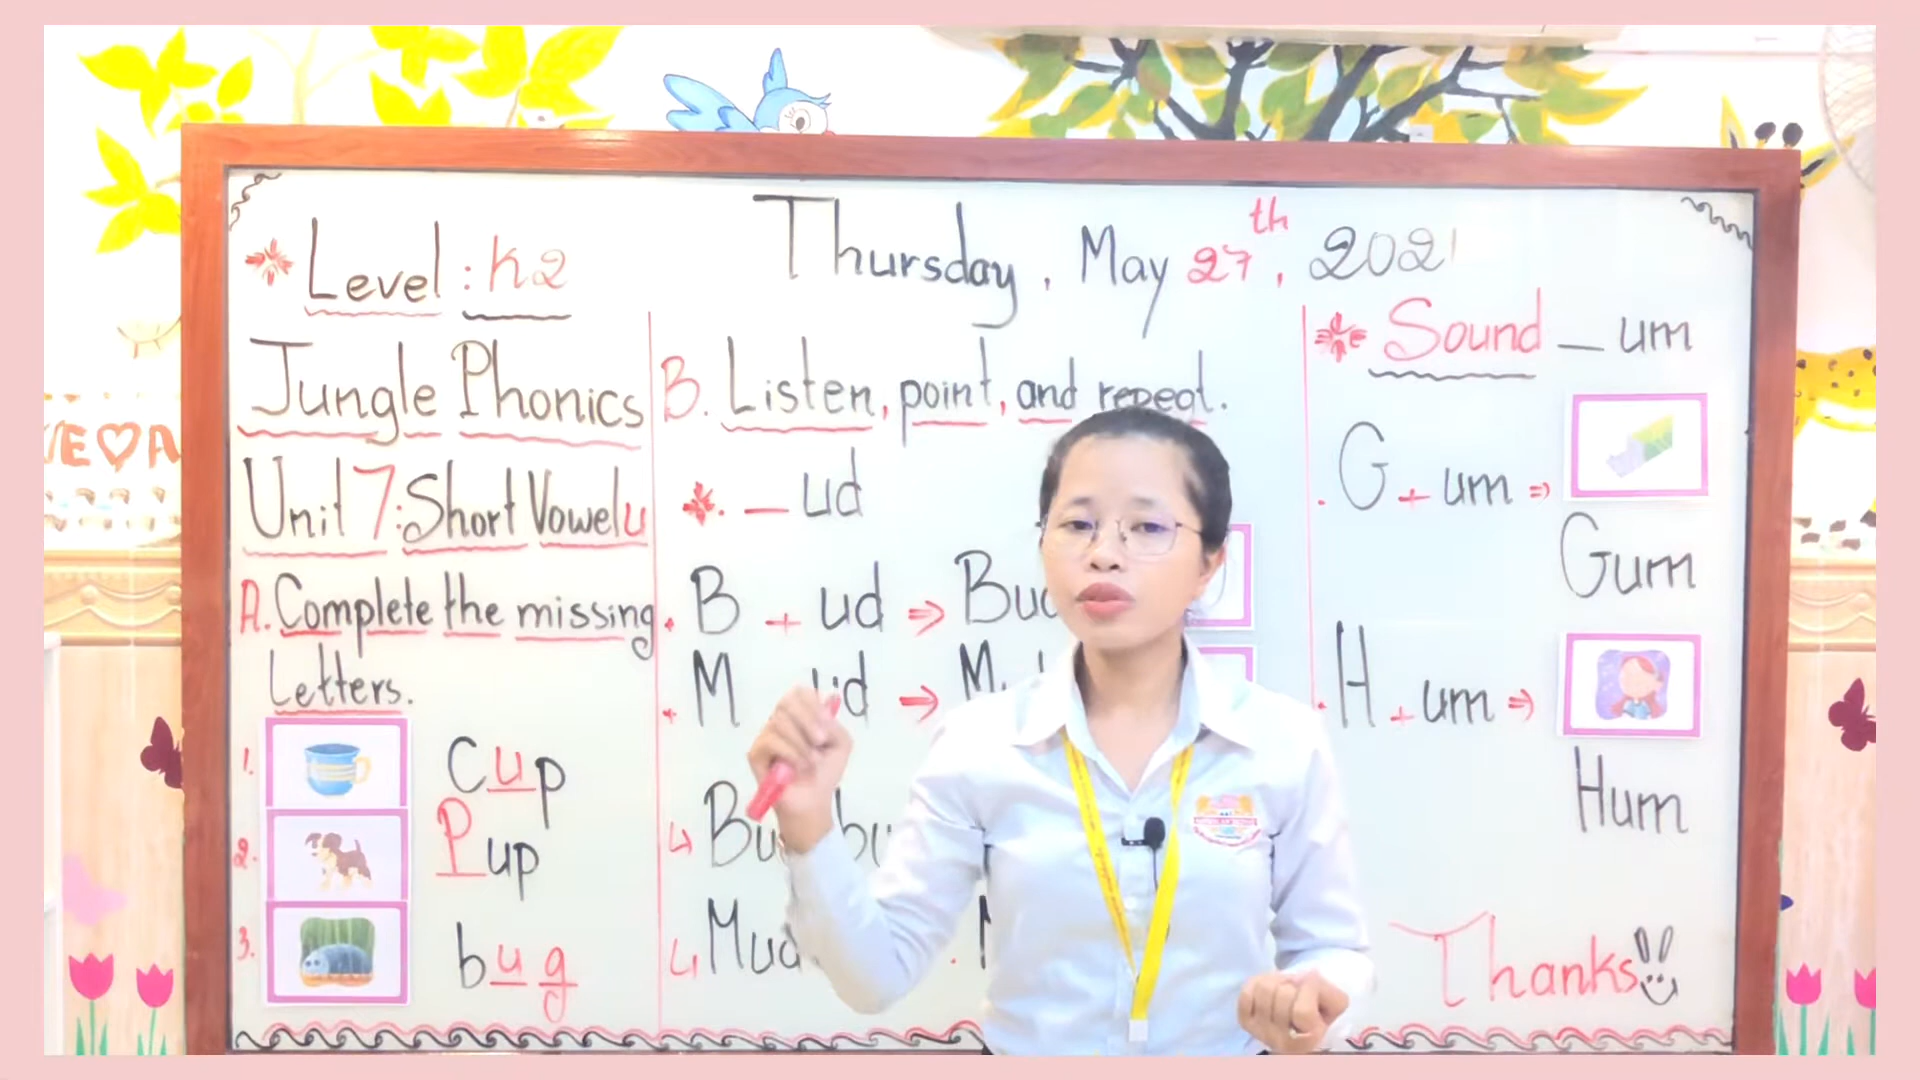 Level : K2
Thursday, May 27th, 2021
Jungle Phonics
Unit 7: Short Vowel u
A. Complete the missing
Letters.
1. Cup
2. Pup
3. bug
B. Listen, point, and repeat.
_ ud
B + ud ⇒
M ud ⇒
Sound _ um
G + um ⇒
Gum
H + um ⇒
Hum
Thanks